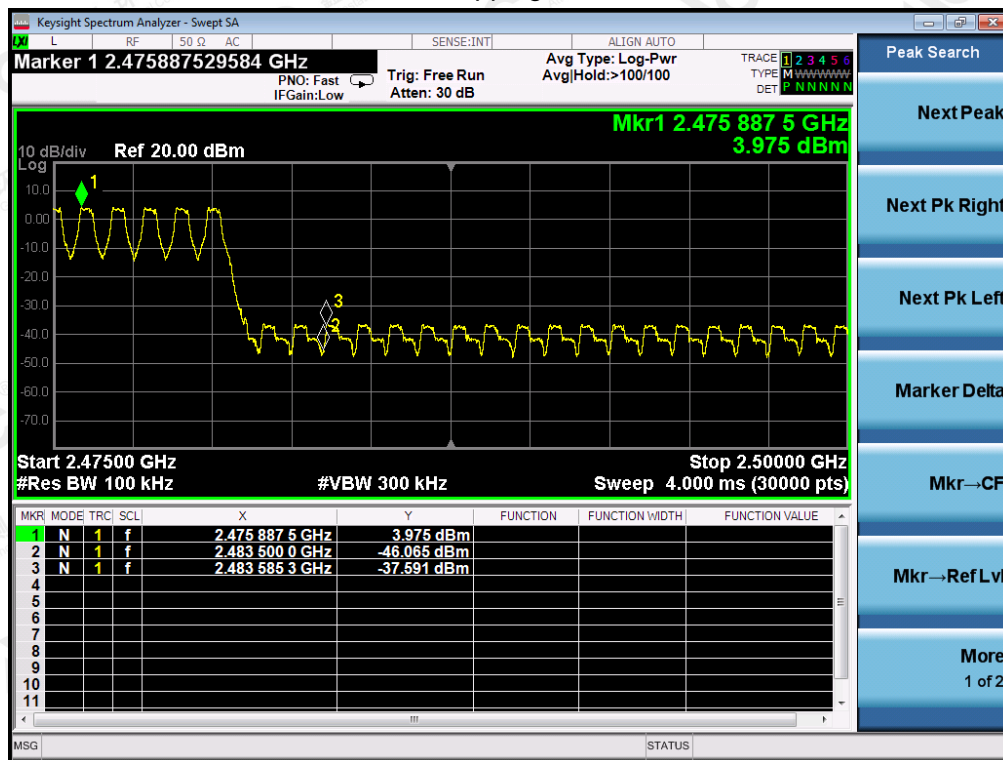 Keysight Spectrum Analyzer - Swept SA
LXI L RF 50 Ω AC SENSE:INT ALIGN AUTO
Marker 1 2.475887529584 GHz
PNO: Fast
IFGain:Low
Trig: Free Run
Atten: 30 dB
Avg Type: Log-Pwr
Avg|Hold:>100/100
TRACE 1 2 3 4 5 6
TYPE M WWWWW
DET P N N N N N
Mkr1 2.475 887 5 GHz
3.975 dBm
10 dB/div Ref 20.00 dBm
Log
10.0
0.00
-10.0
-20.0
-30.0
-40.0
-50.0
-60.0
-70.0
1
3
2
Start 2.47500 GHz Stop 2.50000 GHz
#Res BW 100 kHz #VBW 300 kHz Sweep 4.000 ms (30000 pts)
MKR MODE TRC SCL X Y FUNCTION FUNCTION WIDTH FUNCTION VALUE
1 N 1 f 2.475 887 5 GHz 3.975 dBm
2 N 1 f 2.483 500 0 GHz -46.065 dBm
3 N 1 f 2.483 585 3 GHz -37.591 dBm
4
5
6
7
8
9
10
11
MSG STATUS
Peak Search
Next Peak
Next Pk Right
Next Pk Left
Marker Delta
Mkr→CF
Mkr→Ref Lvl
More
1 of 2